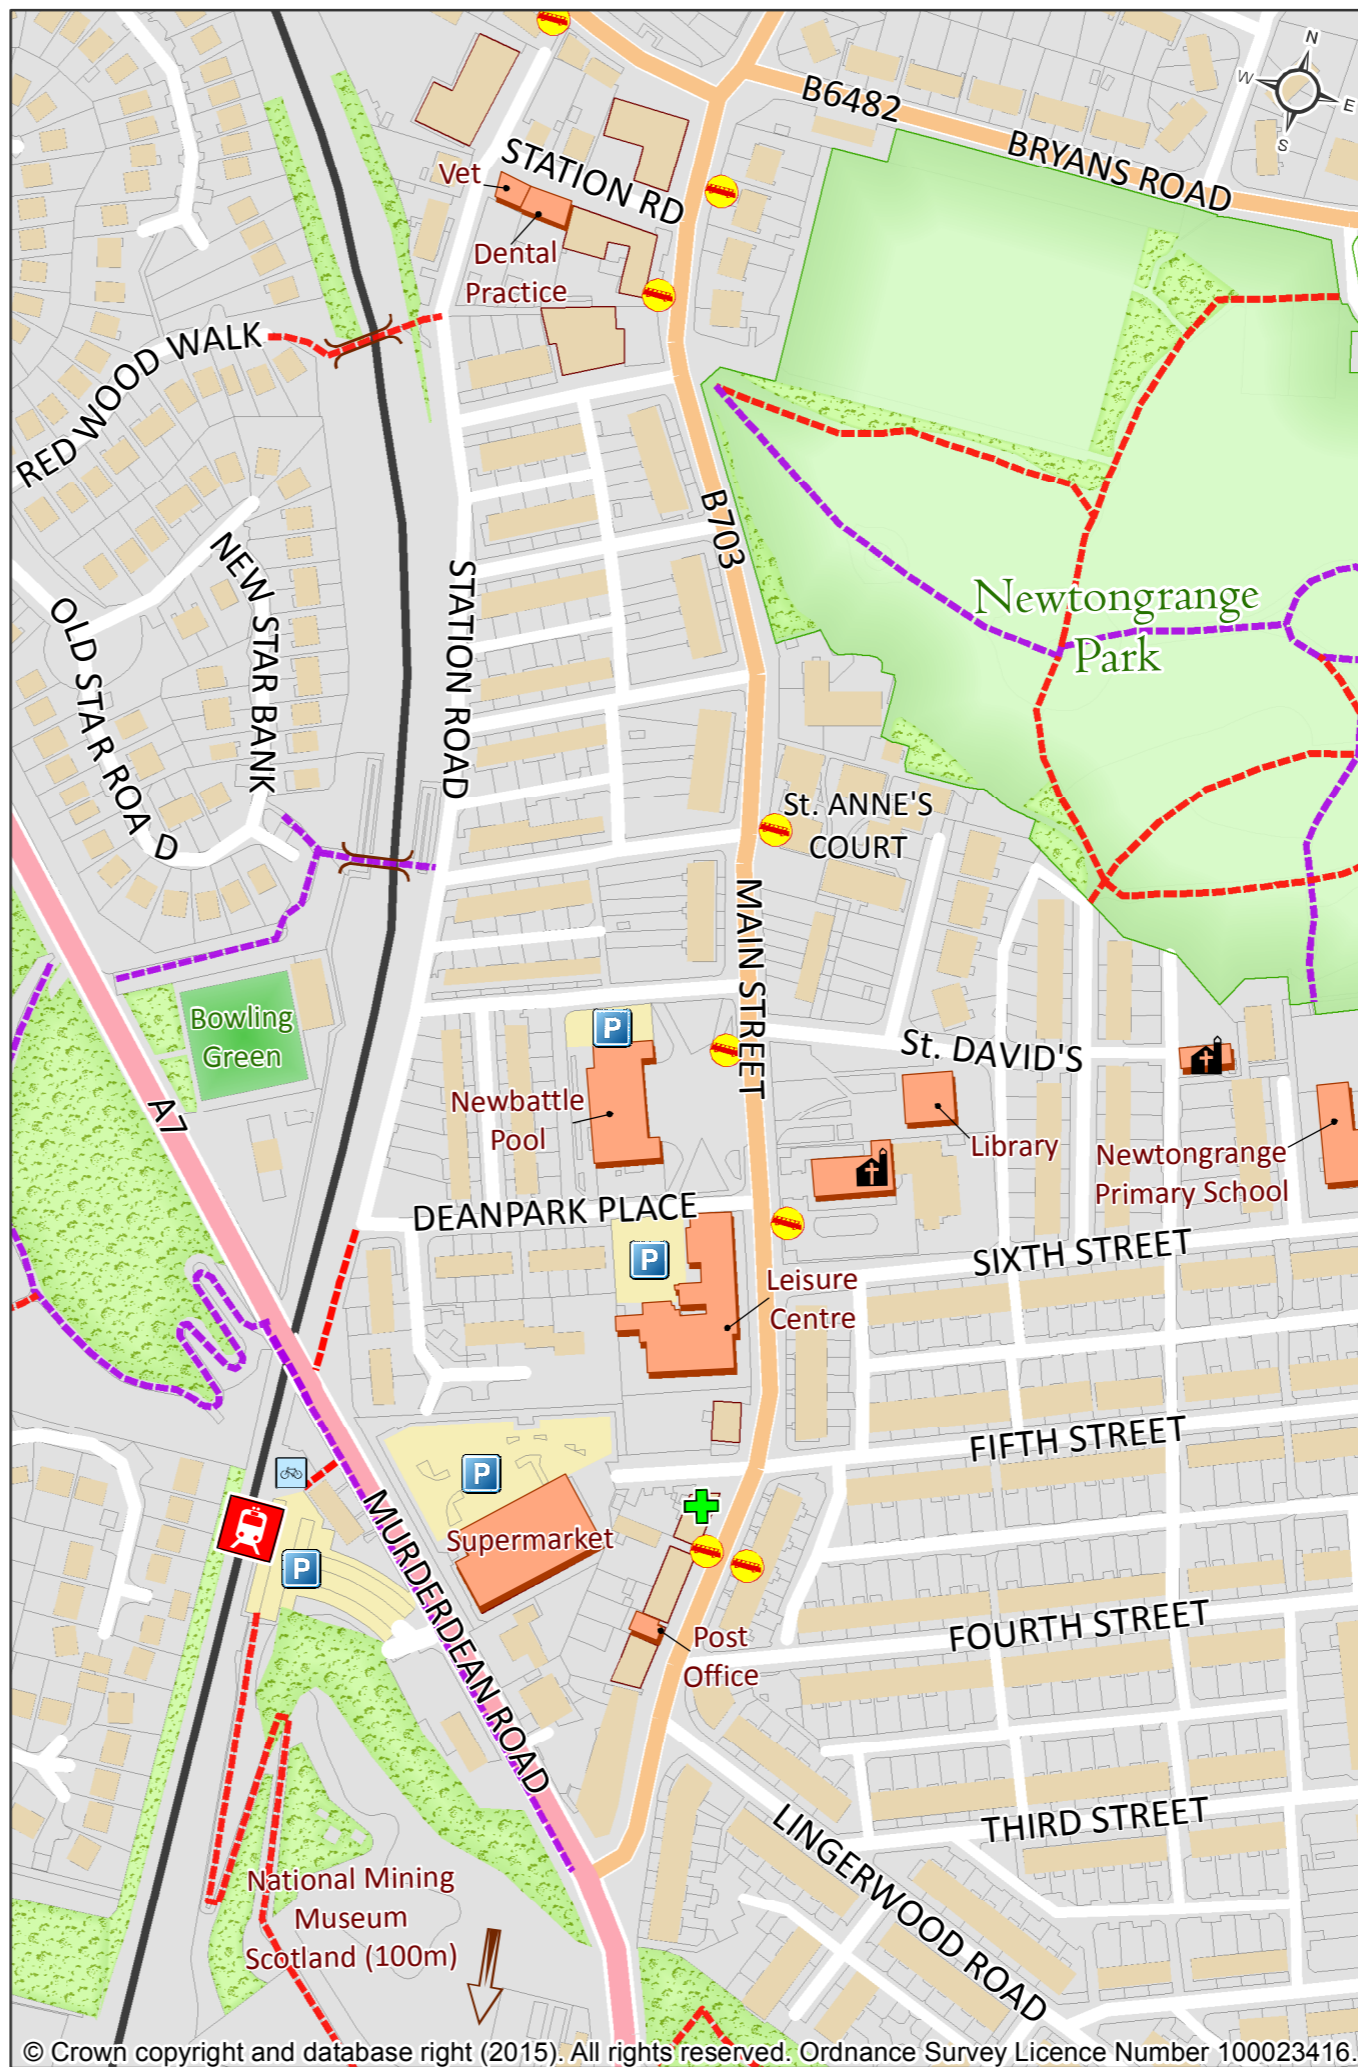 N
W
E
S
B6482
BRYANS ROAD
STATION RD
Vet
Dental
Practice
RED WOOD WALK
B703
NEW STAR BANK
OLD STAR ROAD
STATION ROAD
Newtongrange
Park
St. ANNE'S
COURT
MAIN STREET
Bowling
Green
A7
P
St. DAVID'S
Newbattle
Pool
Library
Newtongrange
Primary School
DEANPARK PLACE
P
SIXTH STREET
Leisure
Centre
FIFTH STREET
P
Supermarket
P
MURDERDEAN ROAD
FOURTH STREET
Post
Office
THIRD STREET
LINGERWOOD ROAD
National Mining
Museum
Scotland (100m)
© Crown copyright and database right (2015). All rights reserved. Ordnance Survey Licence Number 100023416.